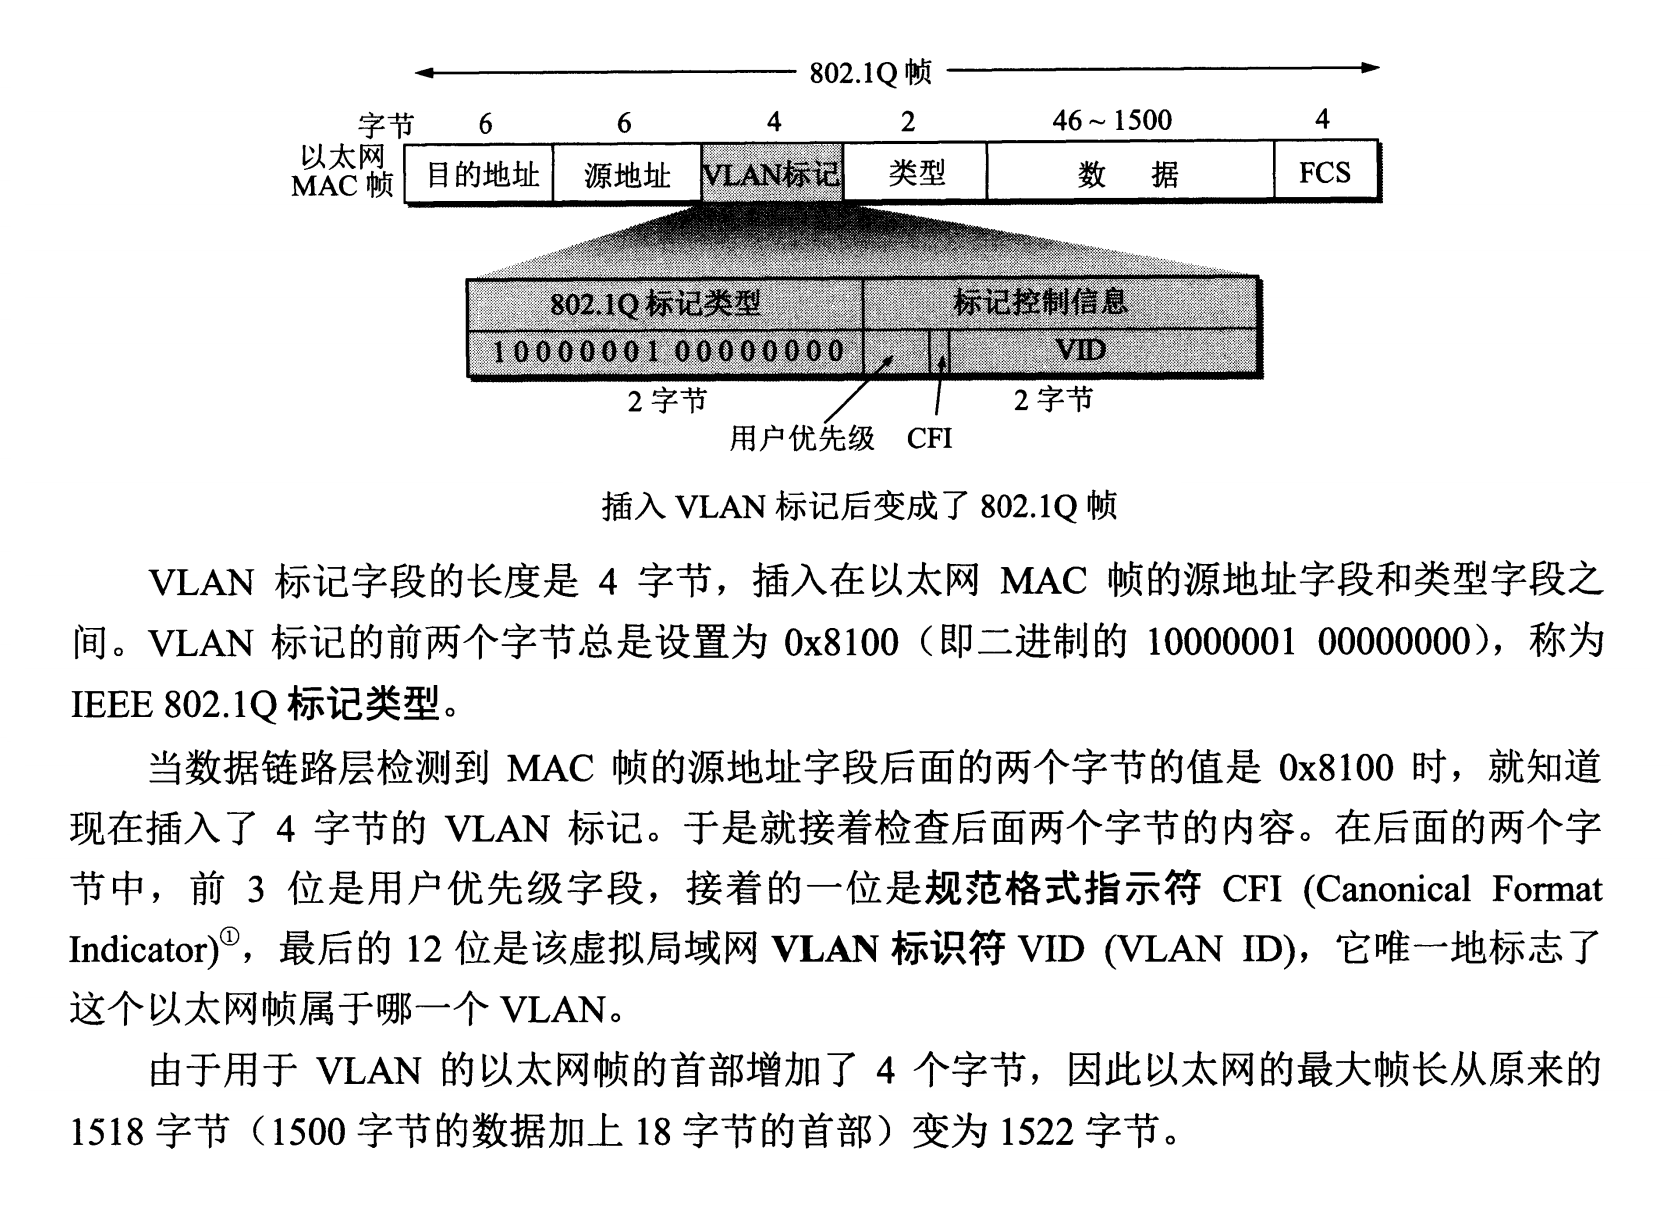 802.1Q 帧
字节 6 6 4 2 46 ~ 1500 4
以太网
MAC 帧
目的地址 源地址 VLAN标记 类型 数 据 FCS
802.1Q 标记类型 标记控制信息
1 0 0 0 0 0 0 1 0 0 0 0 0 0 0 0 VID
2 字节 2 字节
用户优先级 CFI
插入 VLAN 标记后变成了 802.1Q 帧
VLAN 标记字段的长度是 4 字节，插入在以太网 MAC 帧的源地址字段和类型字段之
间。VLAN 标记的前两个字节总是设置为 0x8100（即二进制的 10000001 00000000），称为
IEEE 802.1Q 标记类型。
当数据链路层检测到 MAC 帧的源地址字段后面的两个字节的值是 0x8100 时，就知道
现在插入了 4 字节的 VLAN 标记。于是就接着检查后面两个字节的内容。在后面的两个字
节中，前 3 位是用户优先级字段，接着的一位是规范格式指示符 CFI (Canonical Format
Indicator)①，最后的 12 位是该虚拟局域网 VLAN 标识符 VID (VLAN ID)，它唯一地标志了
这个以太网帧属于哪一个 VLAN。
由于用于 VLAN 的以太网帧的首部增加了 4 个字节，因此以太网的最大帧长从原来的
1518 字节（1500 字节的数据加上 18 字节的首部）变为 1522 字节。